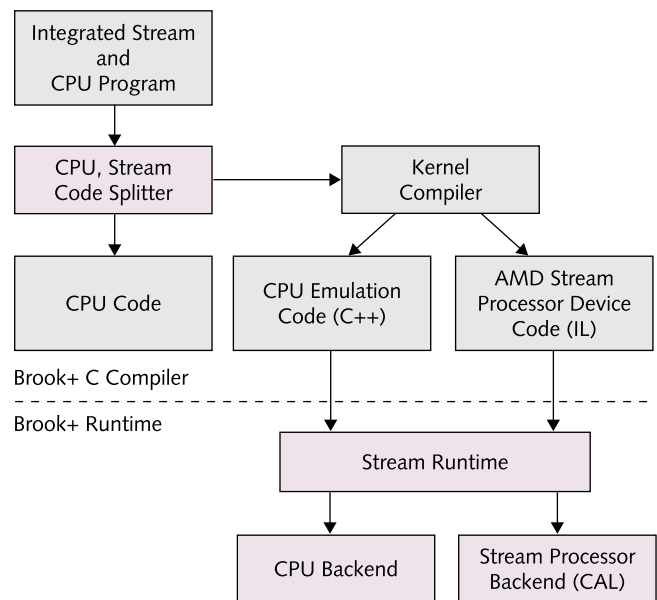 Integrated Stream
and
CPU Program
CPU, Stream
Code Splitter
Kernel
Compiler
CPU Code
CPU Emulation
Code (C++)
AMD Stream
Processor Device
Code (IL)
Brook+ C Compiler
Brook+ Runtime
Stream Runtime
CPU Backend
Stream Processor
Backend (CAL)